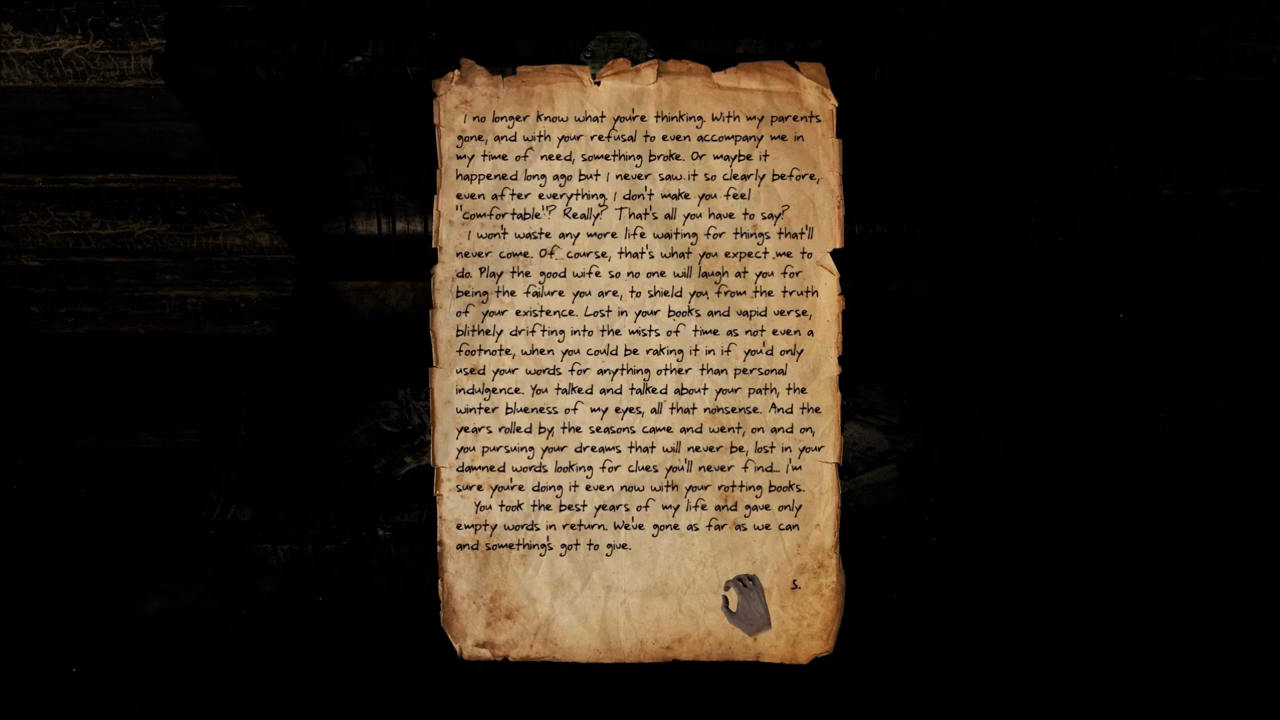 I no longer know what you're thinking. With my parents
gone, and with your refusal to even accompany me in
my time of need, something broke. Or maybe it
happened long ago but I never saw it so clearly before,
even after everything. I don't make you feel
"comfortable"? Really? That's all you have to say?
I won't waste any more life waiting for things that'll
never come. Of course, that's what you expect me to
do. Play the good wife so no one will laugh at you for
being the failure you are, to shield you from the truth
of your existence. Lost in your books and vapid verse,
blithely drifting into the mists of time as not even a
footnote, when you could be raking it in if you'd only
used your words for anything other than personal
indulgence. You talked and talked about your path, the
winter blueness of my eyes, all that nonsense. And the
years rolled by, the seasons came and went, on and on,
you pursuing your dreams that will never be, lost in your
damned words looking for clues you'll never find... I'm
sure you're doing it even now with your rotting books.
You took the best years of my life and gave only
empty words in return. We've gone as far as we can
and something's got to give.
S.